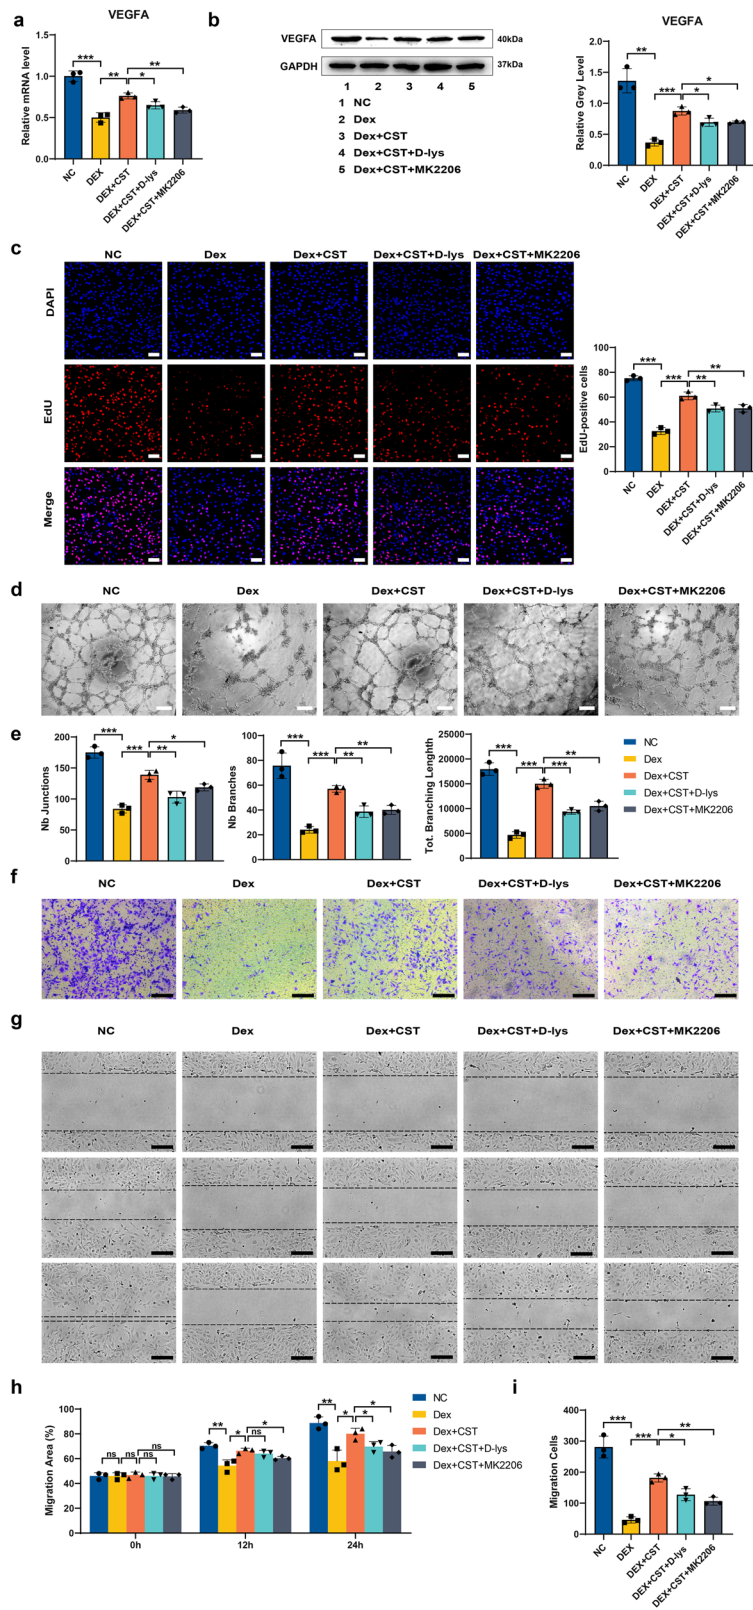 a
VEGFA
Relative mRNA level
1.5
1.0
0.5
0.0
***
**
*
**
NC
DEX
DEX+CST
DEX+CST+D-lys
DEX+CST+MK2206
b
VEGFA
40kDa
GAPDH
37kDa
1 2 3 4 5
1 NC
2 Dex
3 Dex+CST
4 Dex+CST+D-lys
5 Dex+CST+MK2206
VEGFA
Relative Grey Level
2.0
1.5
1.0
0.5
0.0
**
***
*
*
NC
DEX
DEX+CST
DEX+CST+D-lys
DEX+CST+MK2206
c
NC Dex Dex+CST Dex+CST+D-lys Dex+CST+MK2206
DAPI
EdU
Merge
EdU-positive cells
100
80
60
40
20
0
***
***
**
**
NC
DEX
DEX+CST
DEX+CST+D-lys
DEX+CST+MK2206
d
NC Dex Dex+CST Dex+CST+D-lys Dex+CST+MK2206
e
Nb Junctions
200
150
100
50
0
***
***
**
*
Nb Branches
100
80
60
40
20
0
***
***
**
**
Tot. Branching Lenghth
25000
20000
15000
10000
5000
0
***
***
***
**
NC
Dex
Dex+CST
Dex+CST+D-lys
Dex+CST+MK2206
f
NC Dex Dex+CST Dex+CST+D-lys Dex+CST+MK2206
g
NC Dex Dex+CST Dex+CST+D-lys Dex+CST+MK2206
h
Migration Area (%)
100
80
60
40
20
0
ns ns ns ns
** * ns *
** * * *
0h 12h 24h
NC
Dex
Dex+CST
Dex+CST+D-lys
Dex+CST+MK2206
i
Migration Cells
400
300
200
100
0
***
***
*
**
NC
DEX
DEX+CST
DEX+CST+D-lys
DEX+CST+MK2206